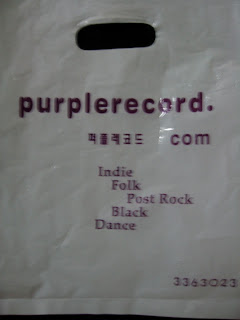 purplerecord.
퍼플레코드 com
Indie
Folk
Post Rock
Black
Dance
3363023